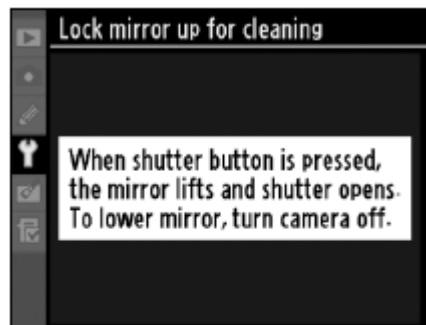 Lock mirror up for cleaning
When shutter button is pressed,
the mirror lifts and shutter opens.
To lower mirror, turn camera off.